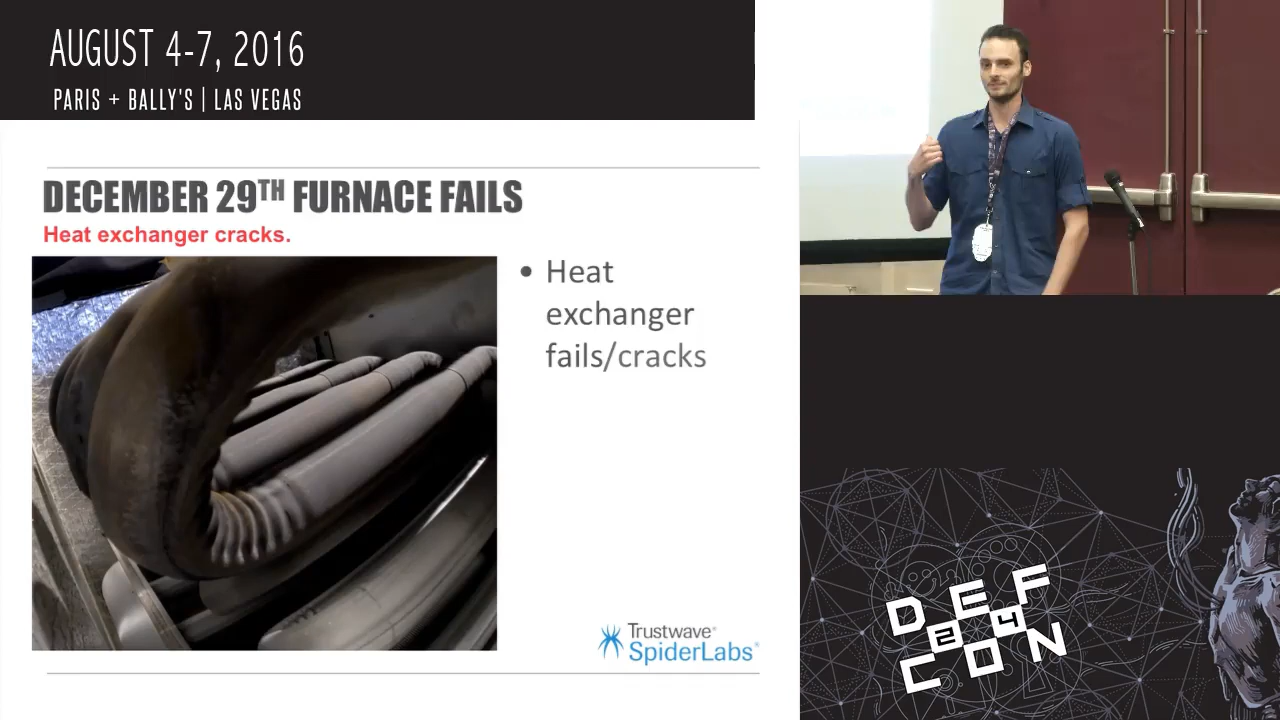 AUGUST 4-7, 2016
PARIS + BALLY'S | LAS VEGAS
DECEMBER 29TH FURNACE FAILS
Heat exchanger cracks.
• Heat
exchanger
fails/cracks
Trustwave®
SpiderLabs®
DEF
24
CON